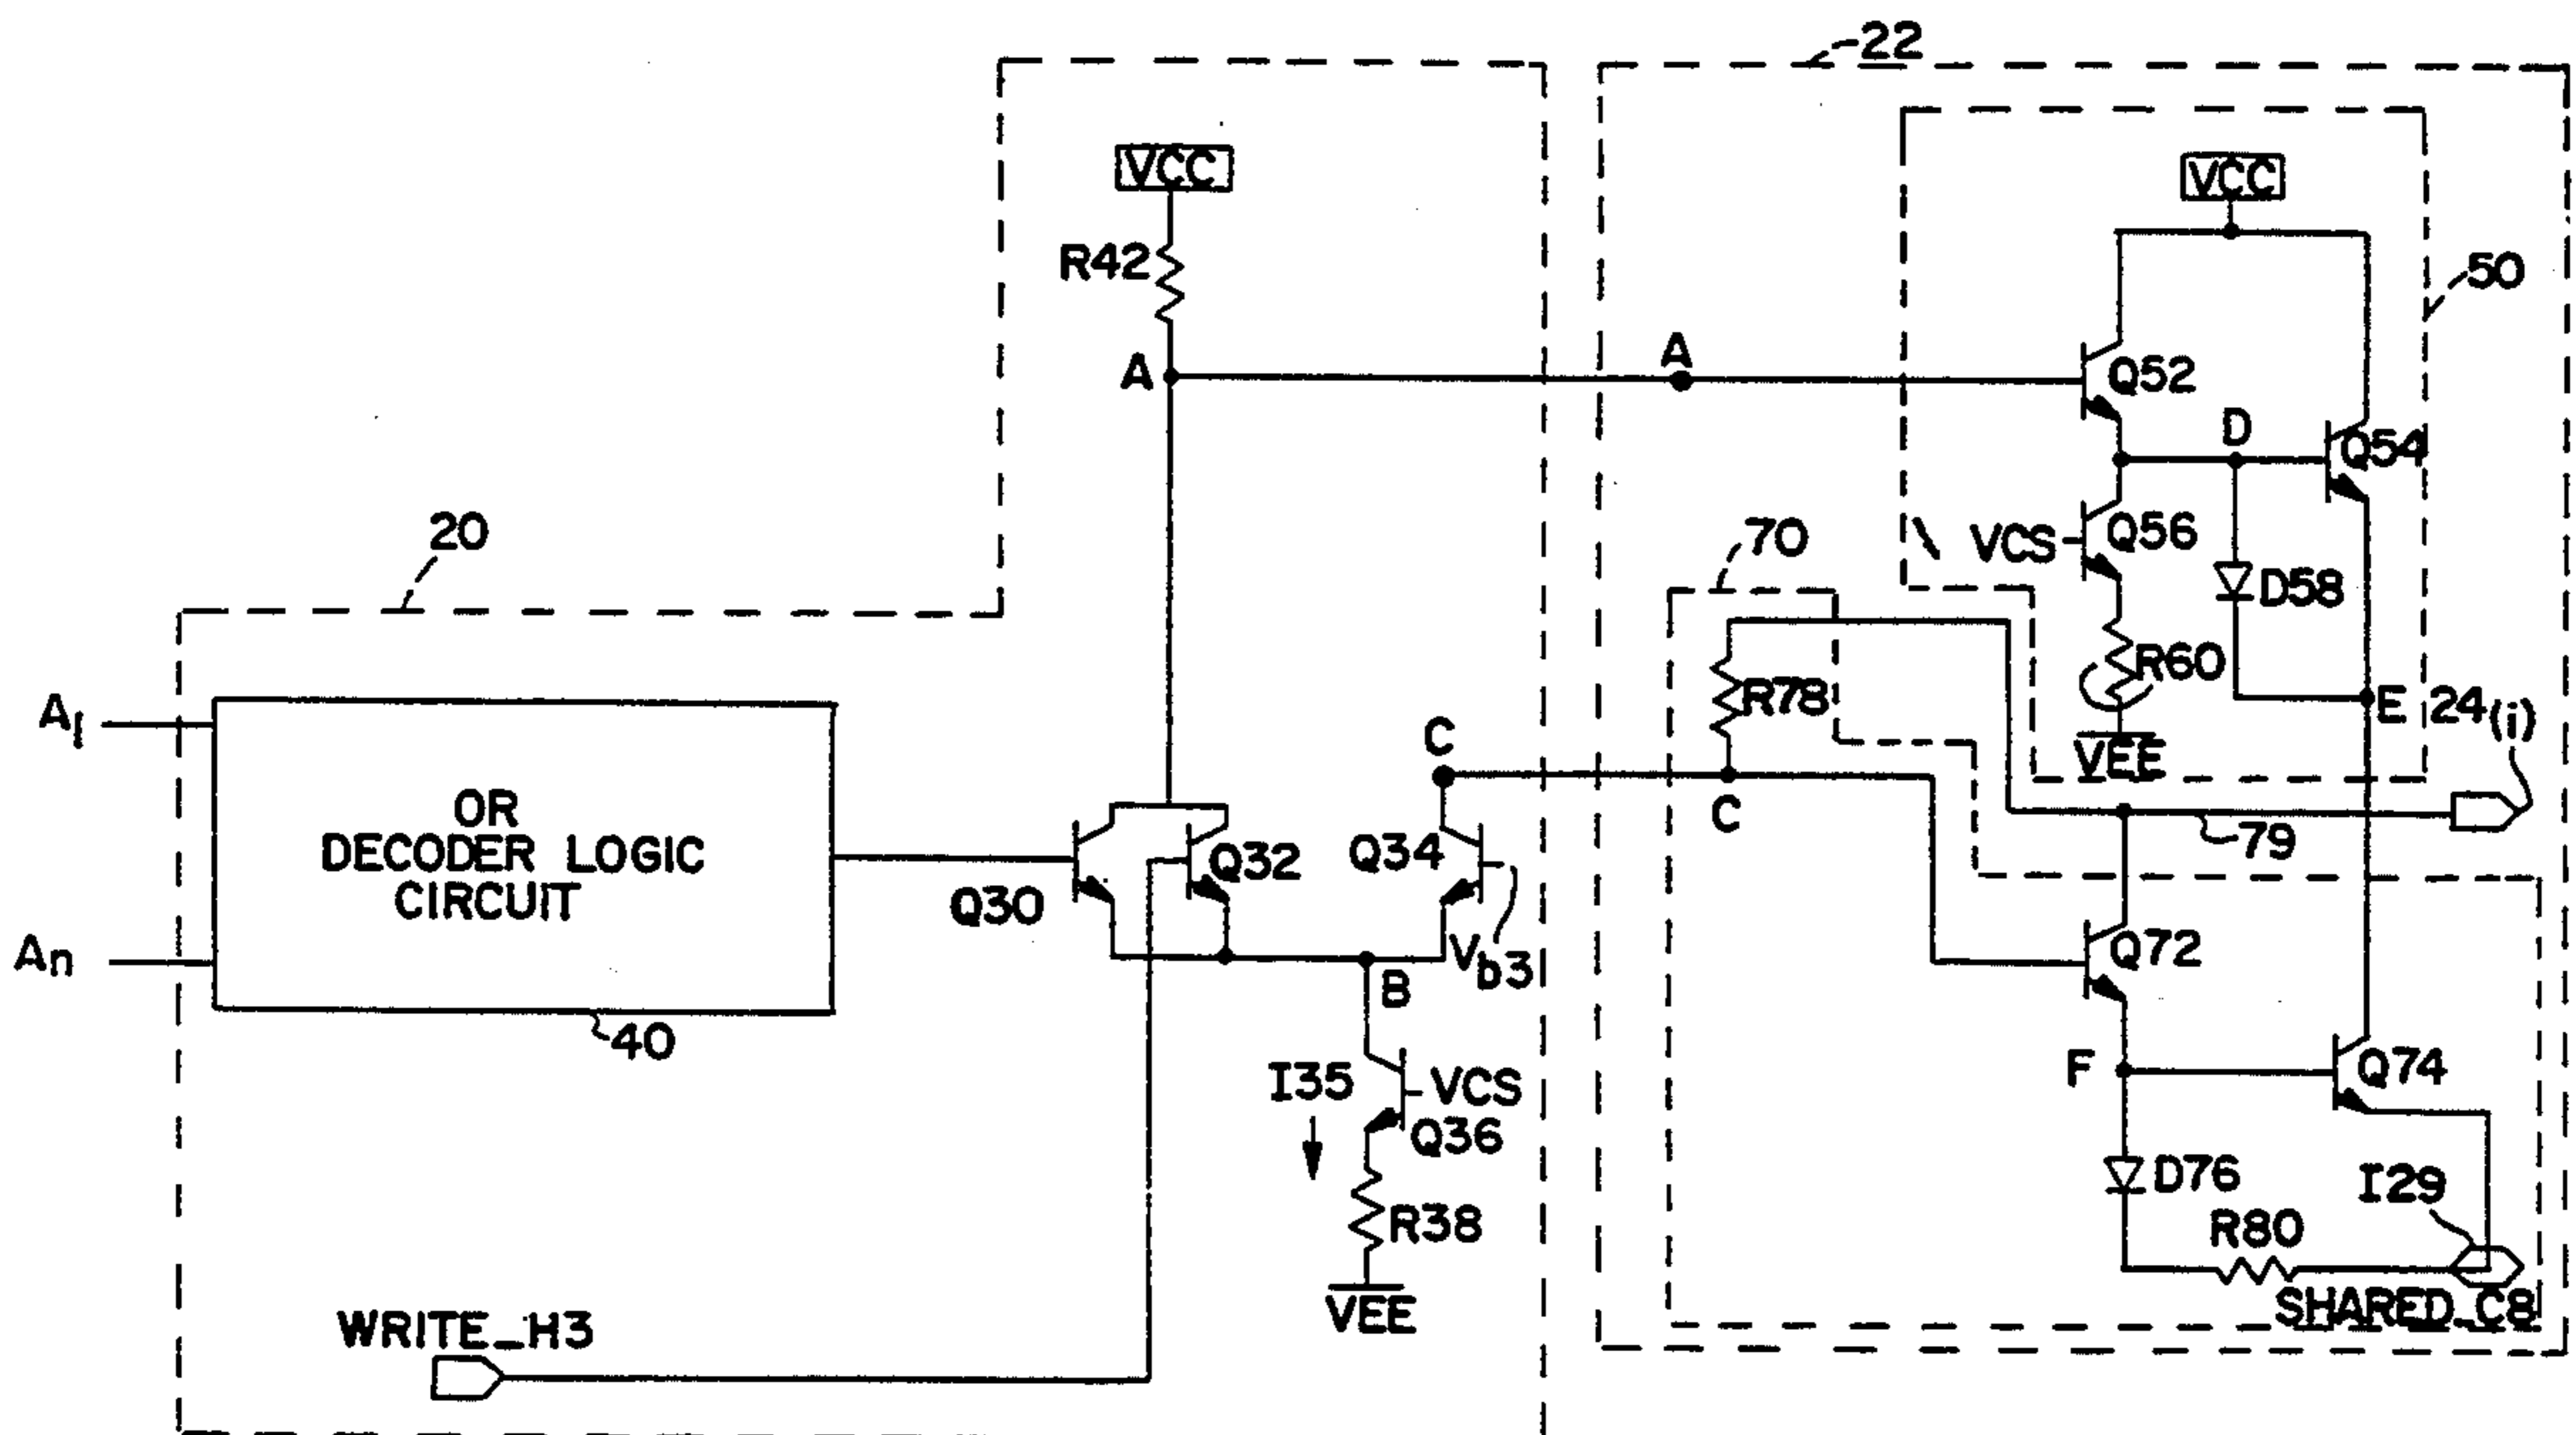 22
VCC
VCC
R42
50
A
A
Q52
D
Q54
20
70
VCS
Q56
D58
R60
R78
A1
E
24(i)
C
VEE
OR
DECODER LOGIC
CIRCUIT
C
79
Q32
Q34
Q30
Q72
An
Vb3
B
40
F
Q74
I35
VCS
Q36
D76
I29
R38
R80
VEE
SHARED_C8
WRITE_H3